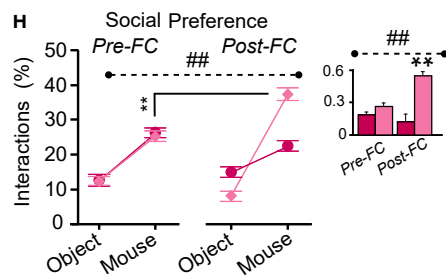 H
Social Preference
Pre-FC
Post-FC
##
**
Interactions (%)
50
40
30
20
10
0
Object
Mouse
Object
Mouse
##
**
0.6
0.3
0
Pre-FC
Post-FC